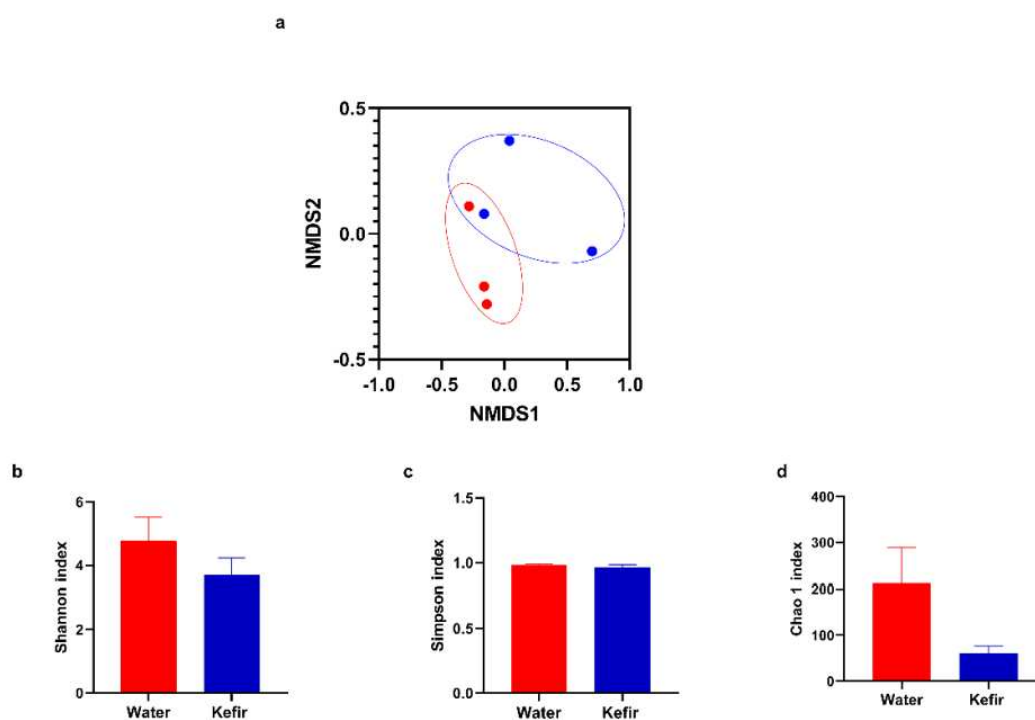 a
0.5
0.0
-0.5
NMDS2
-1.0 -0.5 0.0 0.5 1.0
NMDS1
b
6
4
2
0
Shannon index
Water Kefir
c
1.5
1.0
0.5
0.0
Simpson index
Water Kefir
d
400
300
200
100
0
Chao 1 index
Water Kefir